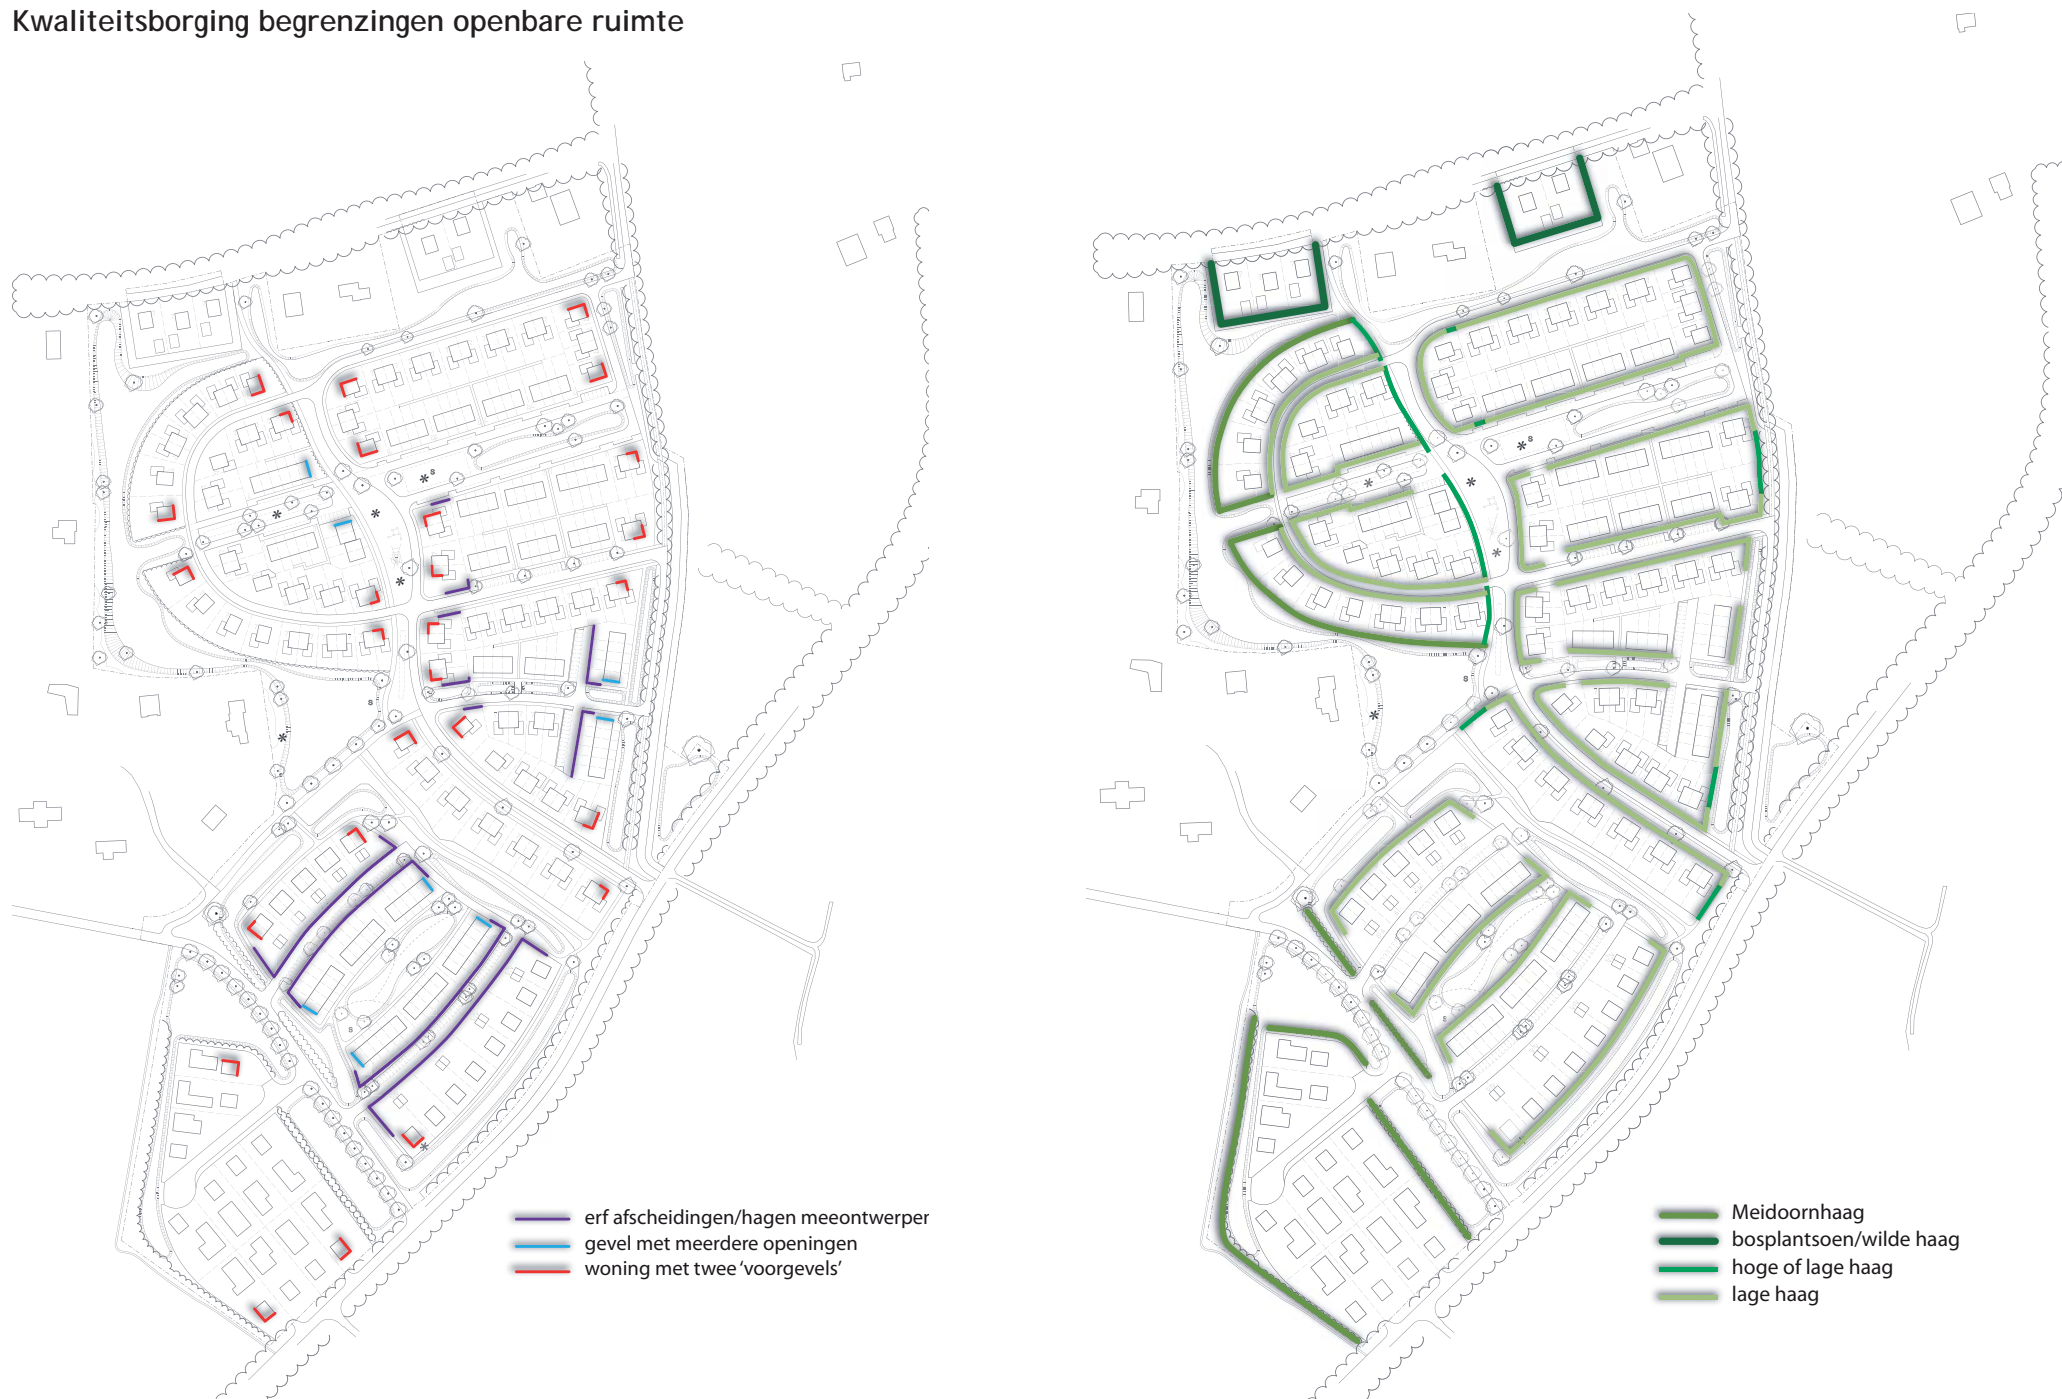 Kwaliteitsborging begrenzingen openbare ruimte
s
s
s
s
s
s
erf afscheidingen/hagen meeontwerper
gevel met meerdere openingen
woning met twee ‘voorgevels’
Meidoornhaag
bosplantsoen/wilde haag
hoge of lage haag
lage haag